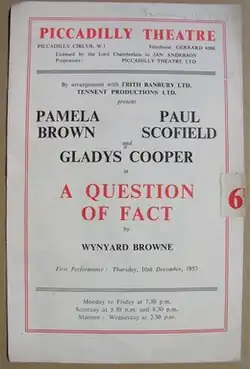 PICCADILLY THEATRE
PICCADILLY CIRCUS, W.1 Telephone: GERRARD 4506
Licensed by the Lord Chamberlain to IAN ANDERSON
Proprietors: PICCADILLY THEATRE LTD
By arrangement with FRITH BANBURY LTD.
TENNENT PRODUCTIONS LTD.
present
PAMELA BROWN
PAUL SCOFIELD
and
GLADYS COOPER
in
A QUESTION
OF FACT
6
by
WYNYARD BROWNE
First Performance: Thursday, 10th December, 1953
Monday to Friday at 7.30 p.m.
Saturday at 5.30 p.m. and 8.30 p.m.
Matinee: Wednesday at 2.30 p.m.